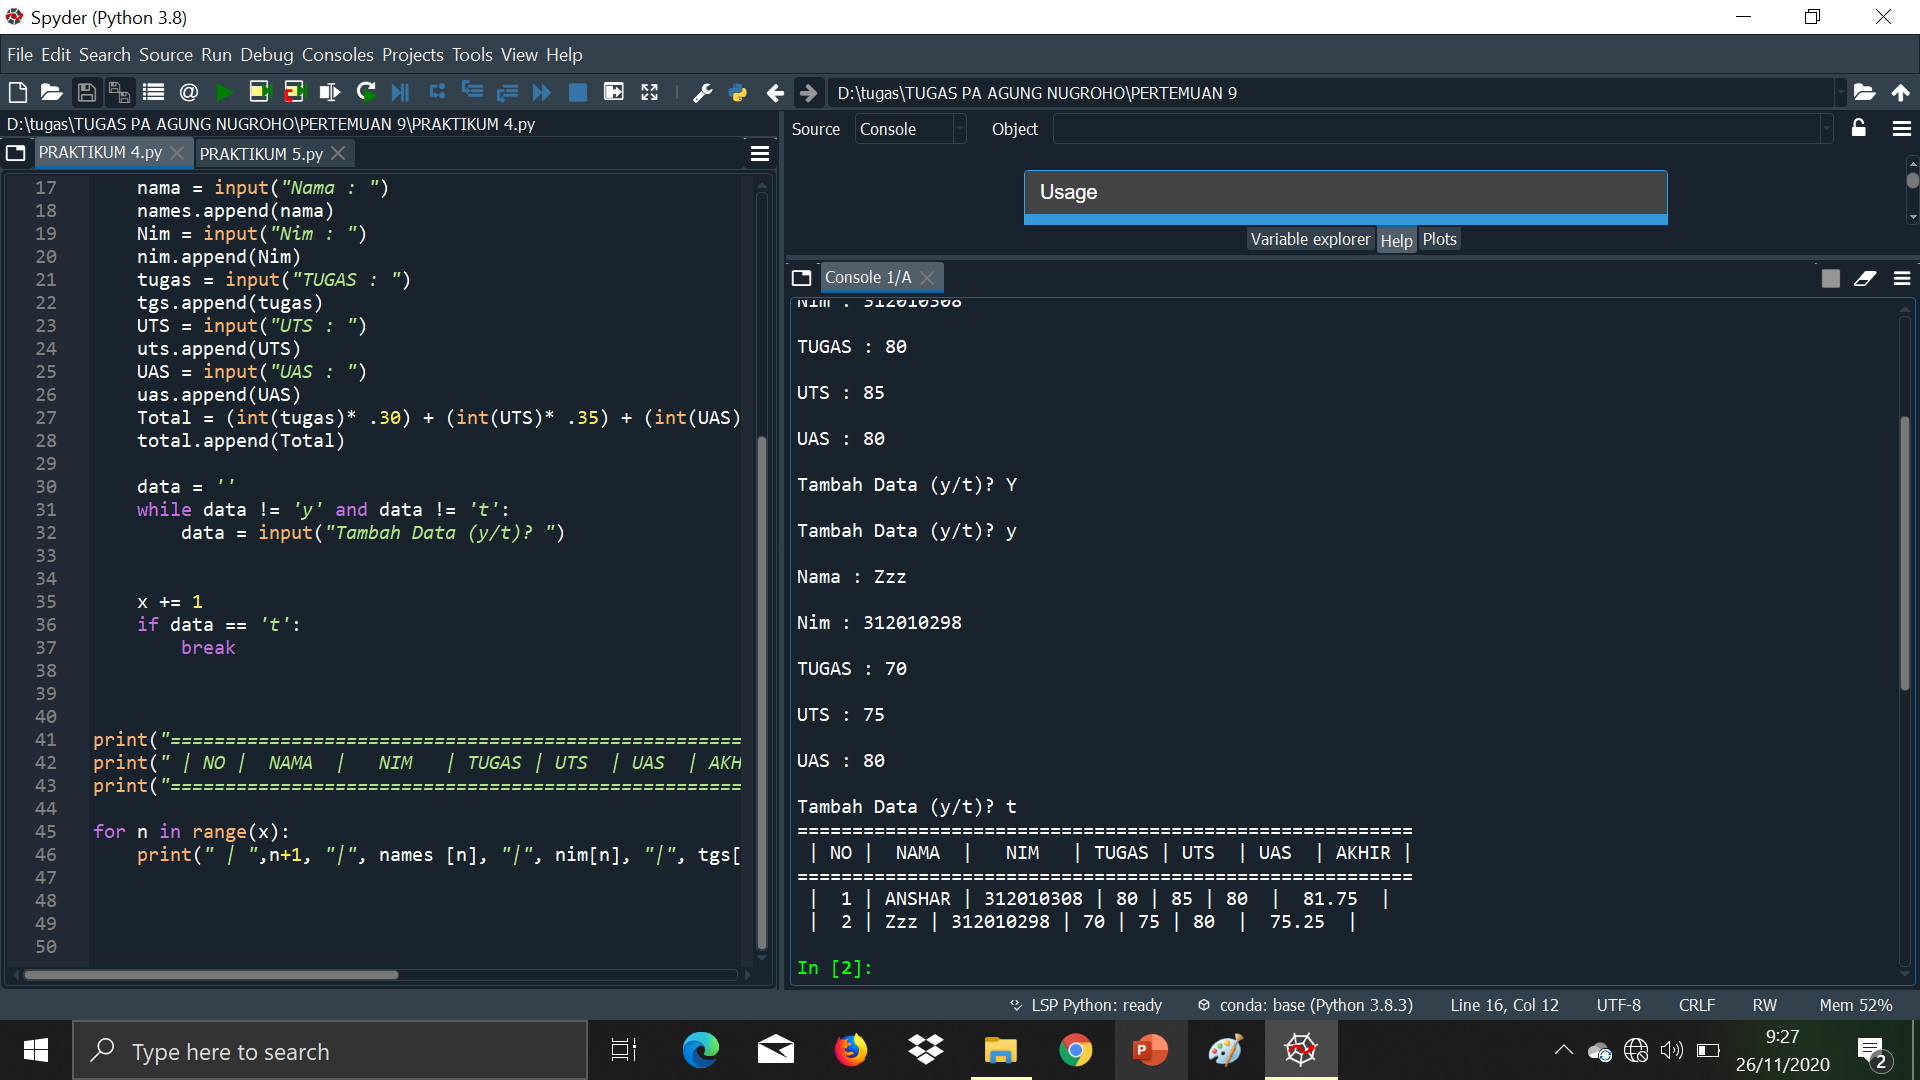 Spyder (Python 3.8)
File Edit Search Source Run Debug Consoles Projects Tools View Help
D:\tugas\TUGAS PA AGUNG NUGROHO\PERTEMUAN 9
D:\tugas\TUGAS PA AGUNG NUGROHO\PERTEMUAN 9\PRAKTIKUM 4.py
PRAKTIKUM 4.py PRAKTIKUM 5.py
17 nama = input("Nama : ")
18 names.append(nama)
19 Nim = input("Nim : ")
20 nim.append(Nim)
21 tugas = input("TUGAS : ")
22 tgs.append(tugas)
23 UTS = input("UTS : ")
24 uts.append(UTS)
25 UAS = input("UAS : ")
26 uas.append(UAS)
27 Total = (int(tugas)* .30) + (int(UTS)* .35) + (int(UAS)
28 total.append(Total)
29
30 data = ''
31 while data != 'y' and data != 't':
32 data = input("Tambah Data (y/t)? ")
33
34
35 x += 1
36 if data == 't':
37 break
38
39
40
41 print("====================================================
42 print(" | NO |  NAMA  |   NIM   | TUGAS | UTS  | UAS  | AKH
43 print("====================================================
44
45 for n in range(x):
46 print(" | ",n+1, "|", names [n], "|", nim[n], "|", tgs[
47
48
49
50
Source Console Object
Usage
Variable explorer Help Plots
Console 1/A
Nim : 312010308
TUGAS : 80
UTS : 85
UAS : 80
Tambah Data (y/t)? Y
Tambah Data (y/t)? y
Nama : Zzz
Nim : 312010298
TUGAS : 70
UTS : 75
UAS : 80
Tambah Data (y/t)? t
========================================================
 | NO |  NAMA  |   NIM   | TUGAS | UTS  | UAS  | AKHIR |
========================================================
 |  1 | ANSHAR | 312010308 | 80 | 85 | 80  |  81.75  |
 |  2 | Zzz | 312010298 | 70 | 75 | 80  |  75.25  |
In [2]:
LSP Python: ready conda: base (Python 3.8.3) Line 16, Col 12 UTF-8 CRLF RW Mem 52%
Type here to search
9:27
26/11/2020
2